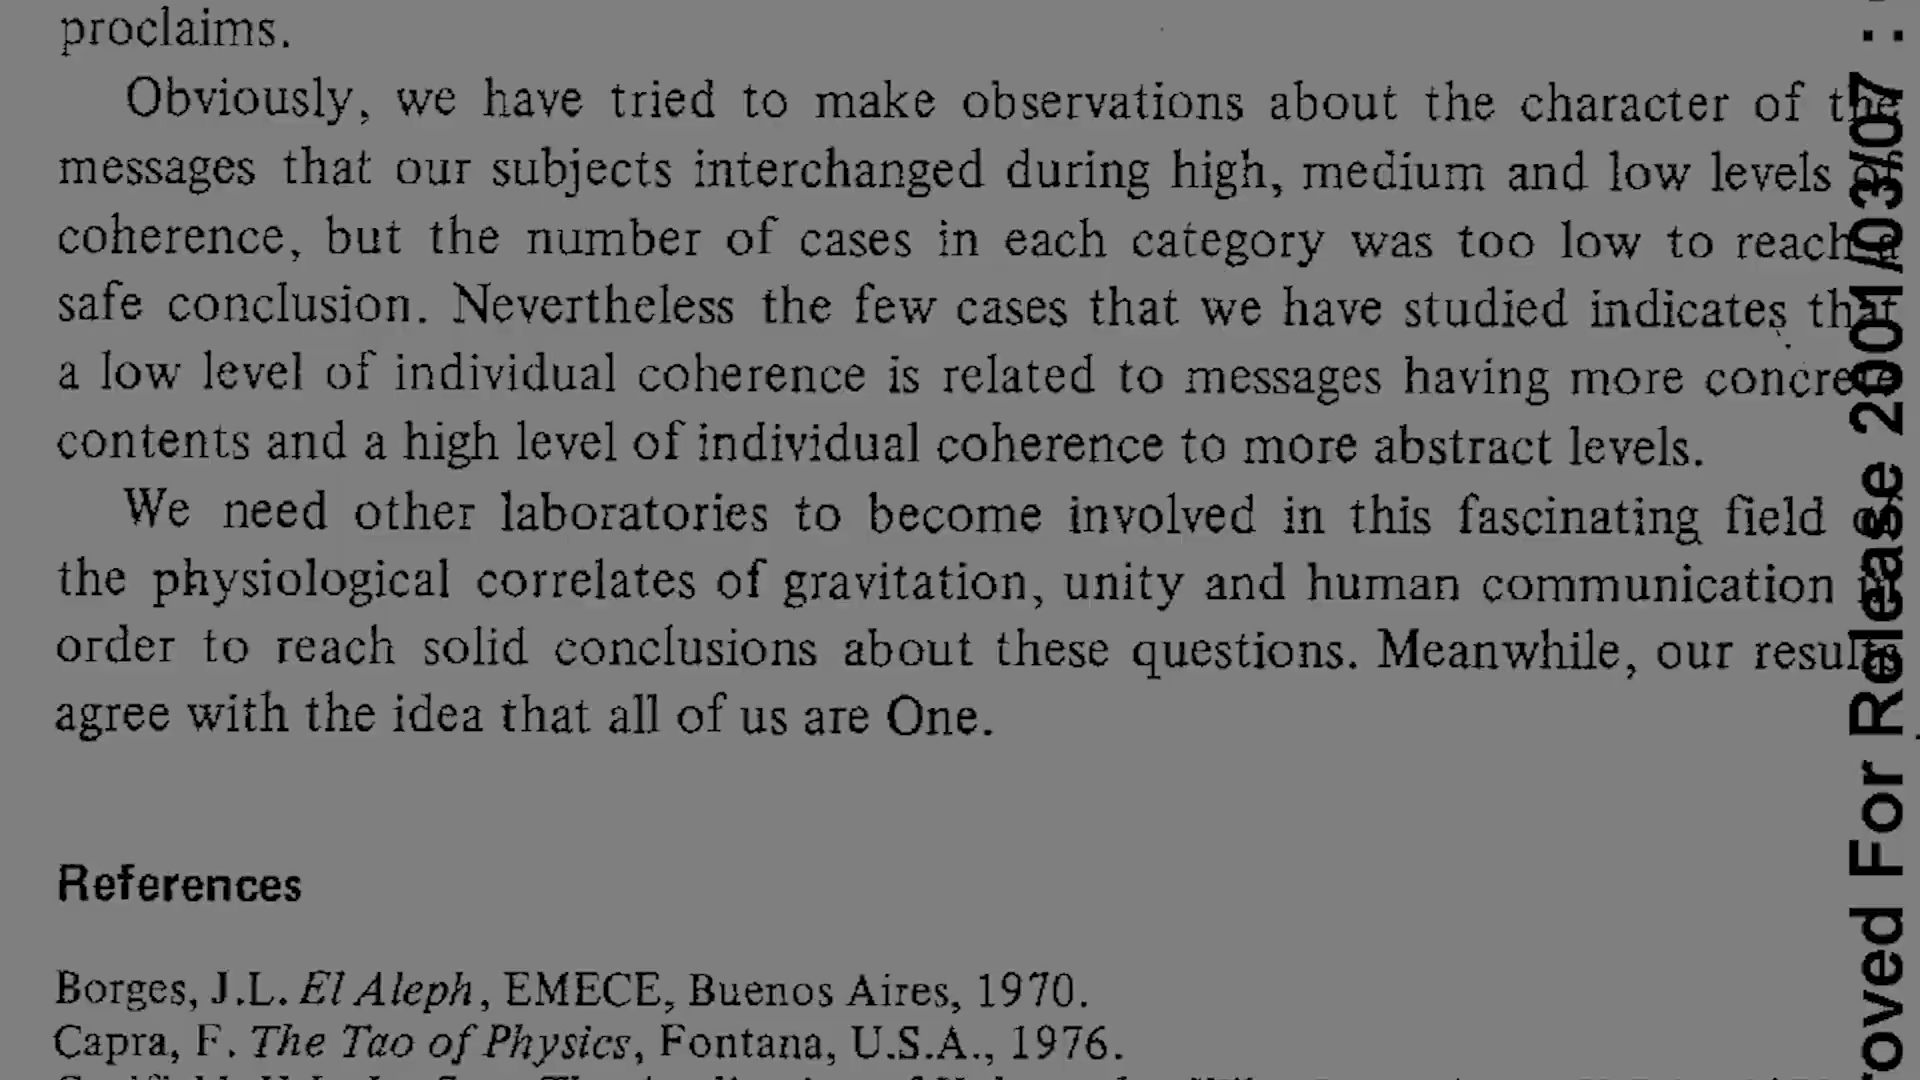 proclaims.
Obviously, we have tried to make observations about the character of the
messages that our subjects interchanged during high, medium and low levels
coherence, but the number of cases in each category was too low to reach a
safe conclusion. Nevertheless the few cases that we have studied indicates that
a low level of individual coherence is related to messages having more concrete
contents and a high level of individual coherence to more abstract levels.
We need other laboratories to become involved in this fascinating field
the physiological correlates of gravitation, unity and human communication in
order to reach solid conclusions about these questions. Meanwhile, our results
agree with the idea that all of us are One.
References
Borges, J.L. El Aleph, EMECE, Buenos Aires, 1970.
Capra, F. The Tao of Physics, Fontana, U.S.A., 1976.
For Release 2001/03/07 :